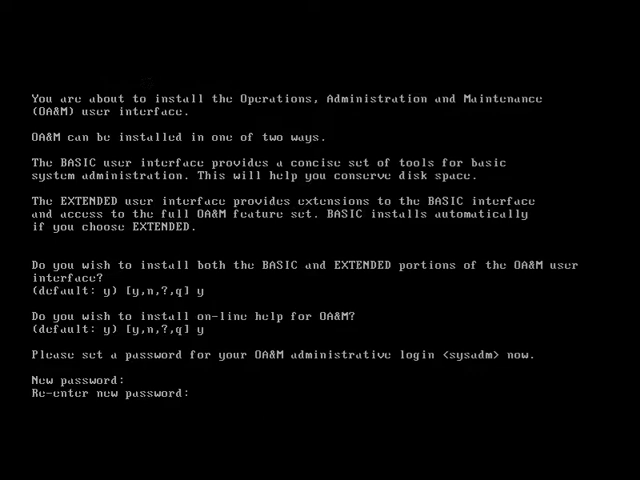 You are about to install the Operations, Administration and Maintenance
(OA&M) user interface.
OA&M can be installed in one of two ways.
The BASIC user interface provides a concise set of tools for basic
system administration. This will help you conserve disk space.
The EXTENDED user interface provides extensions to the BASIC interface
and access to the full OA&M feature set. BASIC installs automatically
if you choose EXTENDED.
Do you wish to install both the BASIC and EXTENDED portions of the OA&M user
interface?
(default: y) [y,n,?,q] y
Do you wish to install on-line help for OA&M?
(default: y) [y,n,?,q] y
Please set a password for your OA&M administrative login <sysadm> now.
New password:
Re-enter new password: